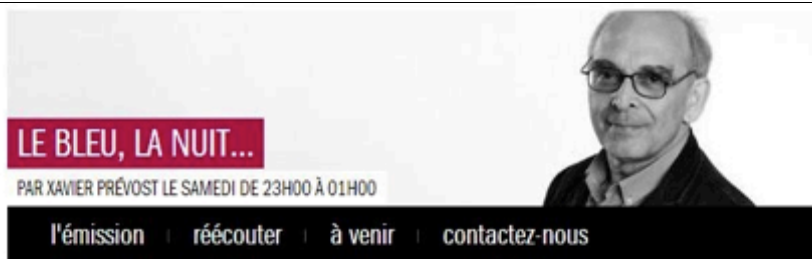 LE BLEU, LA NUIT...
PAR XAVIER PRÉVOST LE SAMEDI DE 23H00 À 01H00
l'émission réécouter à venir contactez-nous